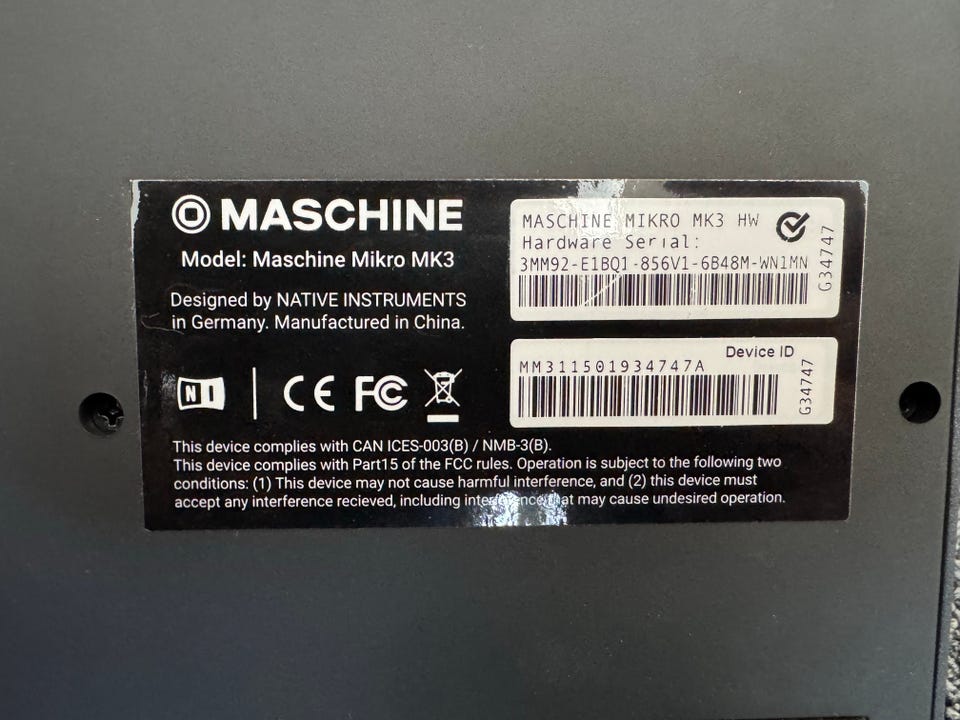 MASCHINE
Model: Maschine Mikro MK3
Designed by NATIVE INSTRUMENTS
in Germany. Manufactured in China.
NI
CE FC
This device complies with CAN ICES-003(B) / NMB-3(B).
This device complies with Part15 of the FCC rules. Operation is subject to the following two
conditions: (1) This device may not cause harmful interference, and (2) this device must
accept any interference recieved, including interference that may cause undesired operation.
MASCHINE MIKRO MK3 HW
Hardware Serial:
3MM92-E1BQ1-856V1-6B48M-WN1MN
G34747
Device ID
MM311501934747A
G34747